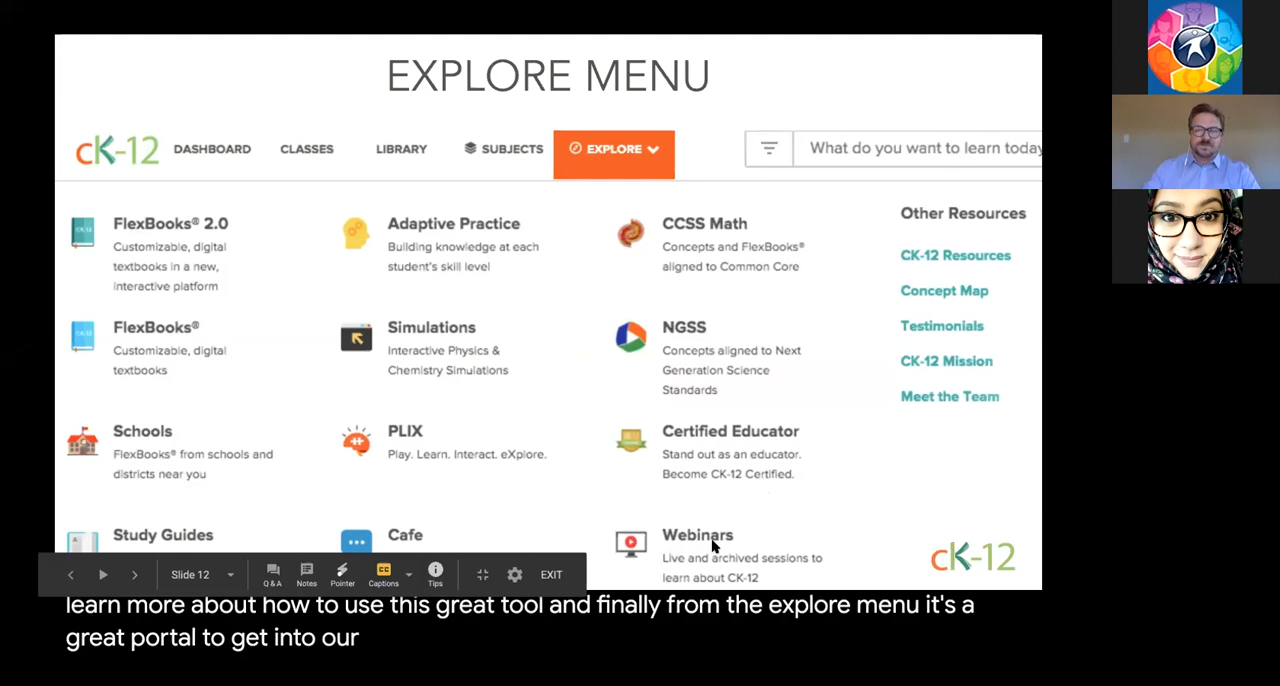 EXPLORE MENU
cK-12 DASHBOARD CLASSES LIBRARY SUBJECTS EXPLORE What do you want to learn today
FlexBooks® 2.0
Customizable, digital
textbooks in a new,
interactive platform
Adaptive Practice
Building knowledge at each
student's skill level
CCSS Math
Concepts and FlexBooks®
aligned to Common Core
Other Resources
CK-12 Resources
Concept Map
Testimonials
CK-12 Mission
Meet the Team
FlexBooks®
Customizable, digital
textbooks
Simulations
Interactive Physics &
Chemistry Simulations
NGSS
Concepts aligned to Next
Generation Science
Standards
Schools
FlexBooks® from schools and
districts near you
PLIX
Play. Learn. Interact. eXplore.
Certified Educator
Stand out as an educator.
Become CK-12 Certified.
Study Guides
Cafe
Webinars
Live and archived sessions to
learn about CK-12
cK-12
Slide 12 Q & A Notes Pointer CC Captions Tips EXIT
learn more about how to use this great tool and finally from the explore menu it's a
great portal to get into our